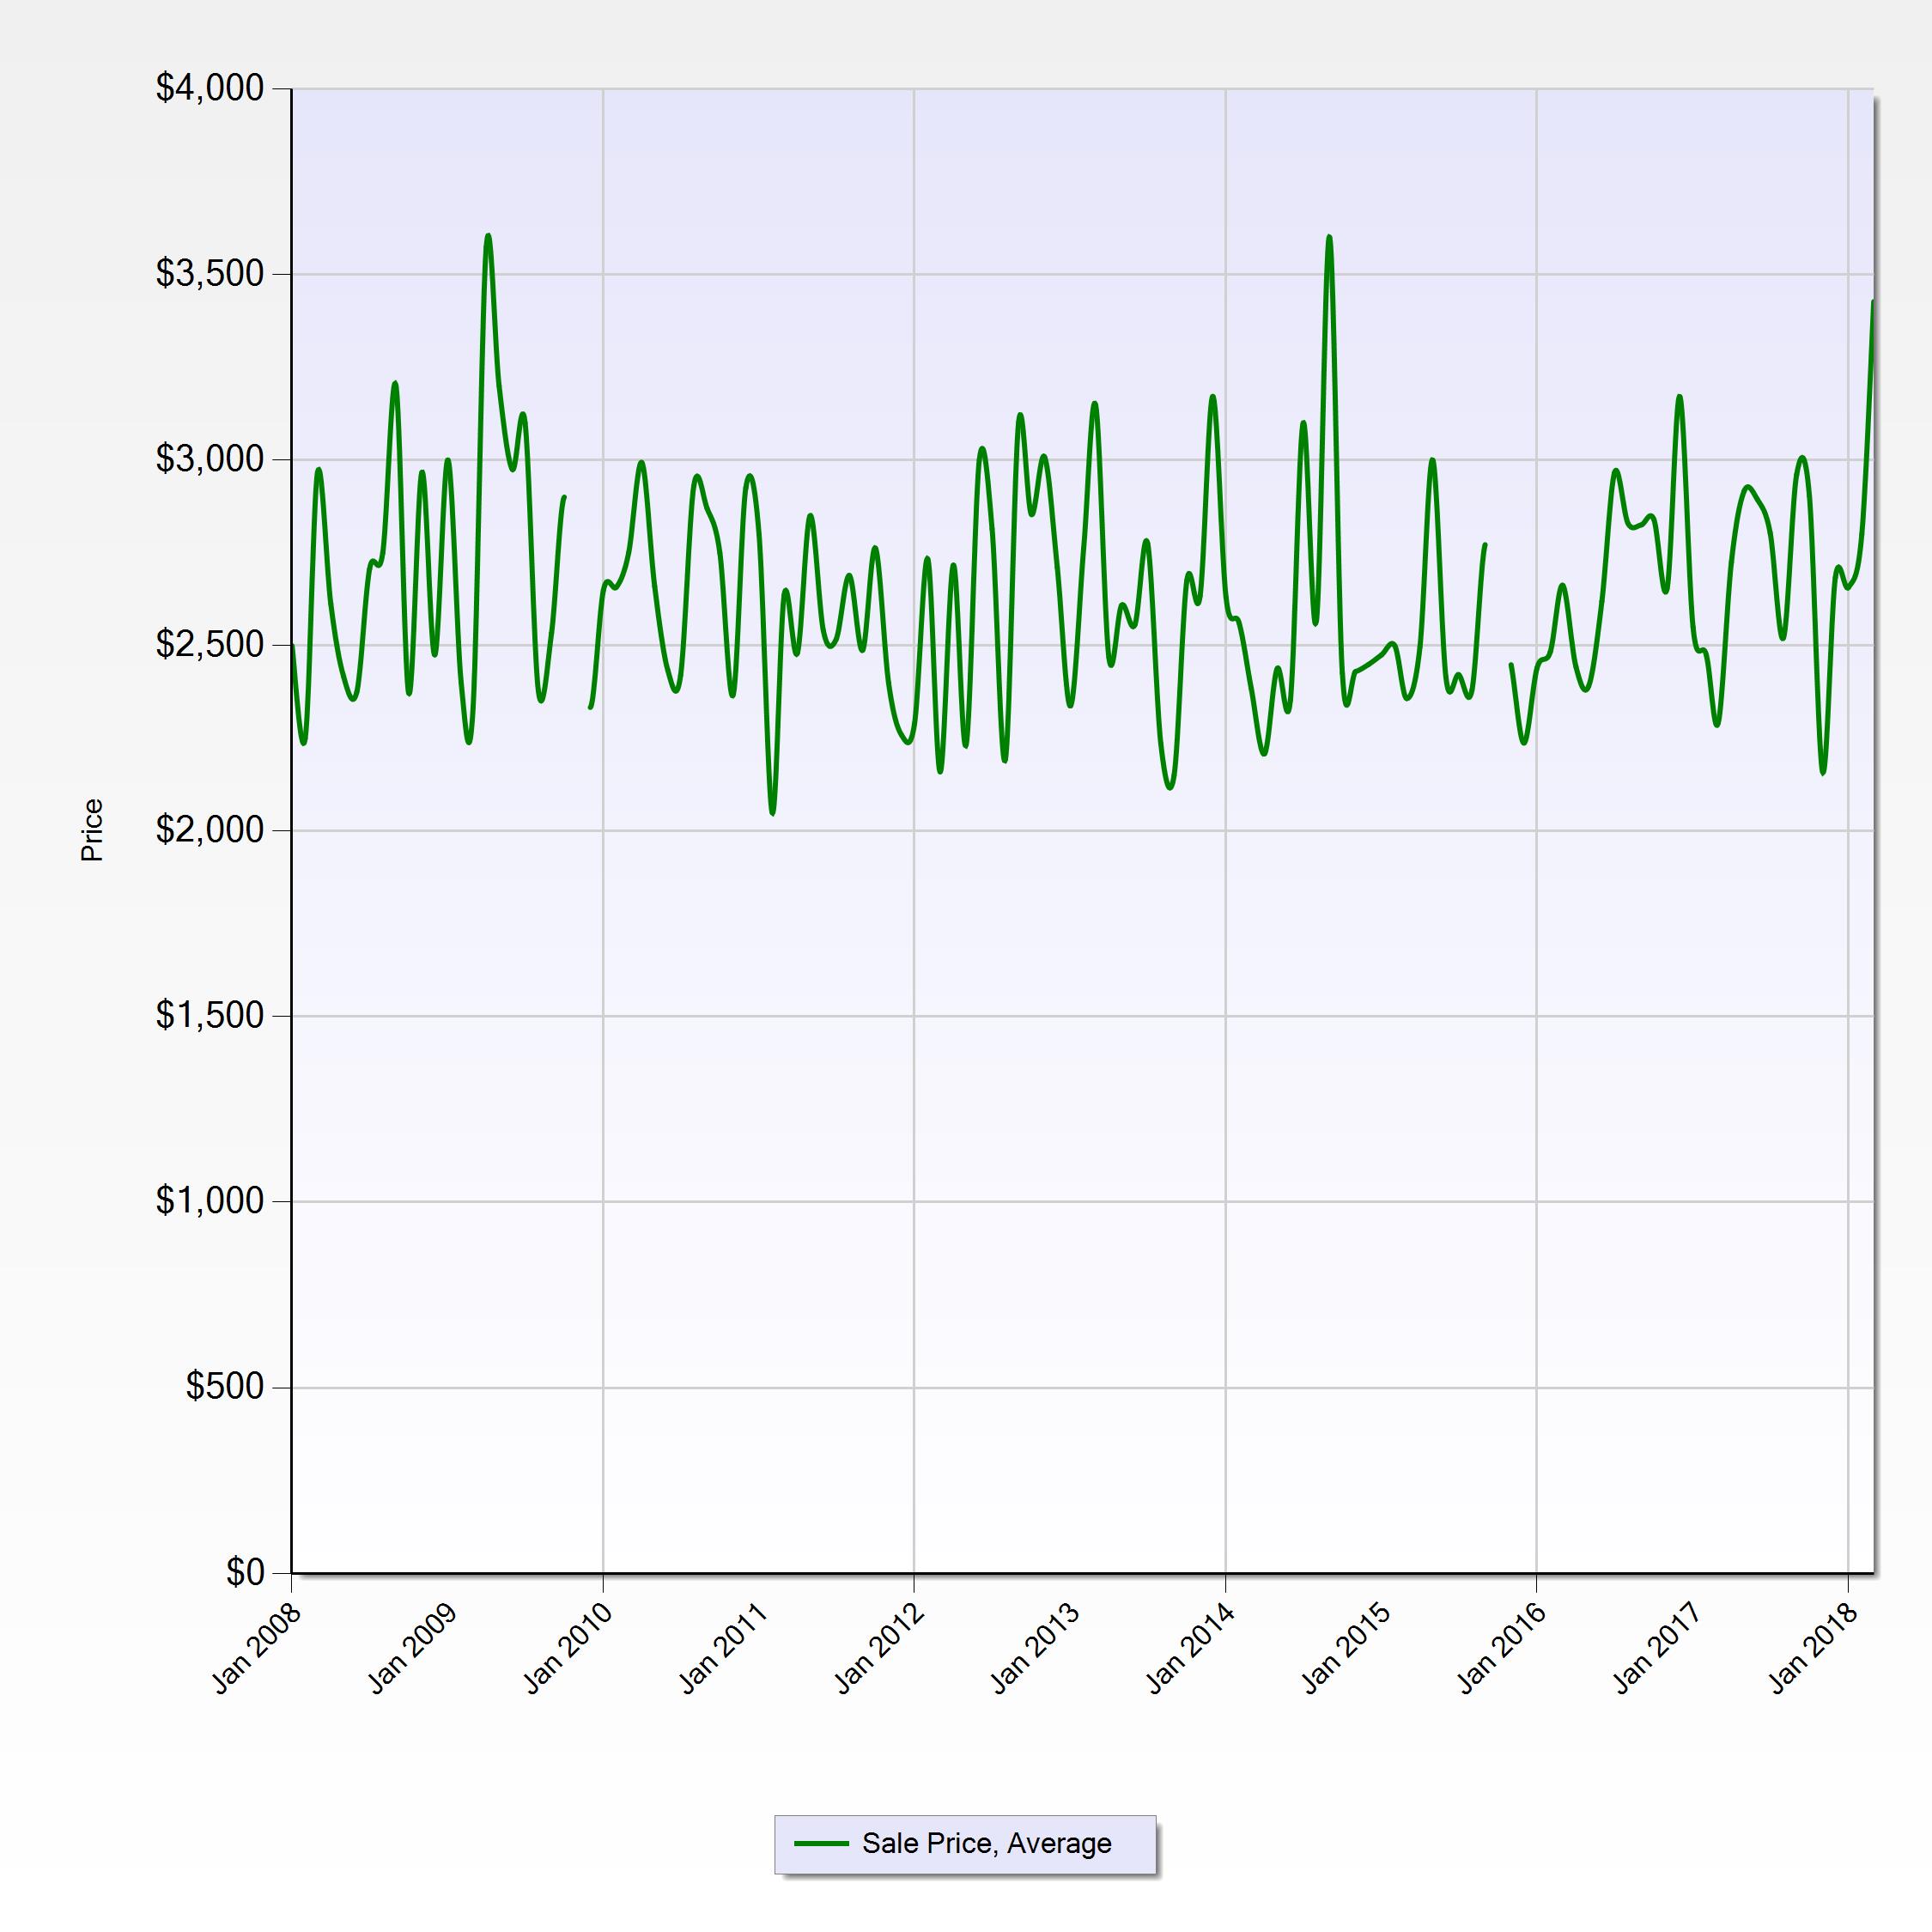 $4,000
$3,500
$3,000
$2,500
$2,000
$1,500
$1,000
$500
$0
Price
Jan 2008
Jan 2009
Jan 2010
Jan 2011
Jan 2012
Jan 2013
Jan 2014
Jan 2015
Jan 2016
Jan 2017
Jan 2018
Sale Price, Average